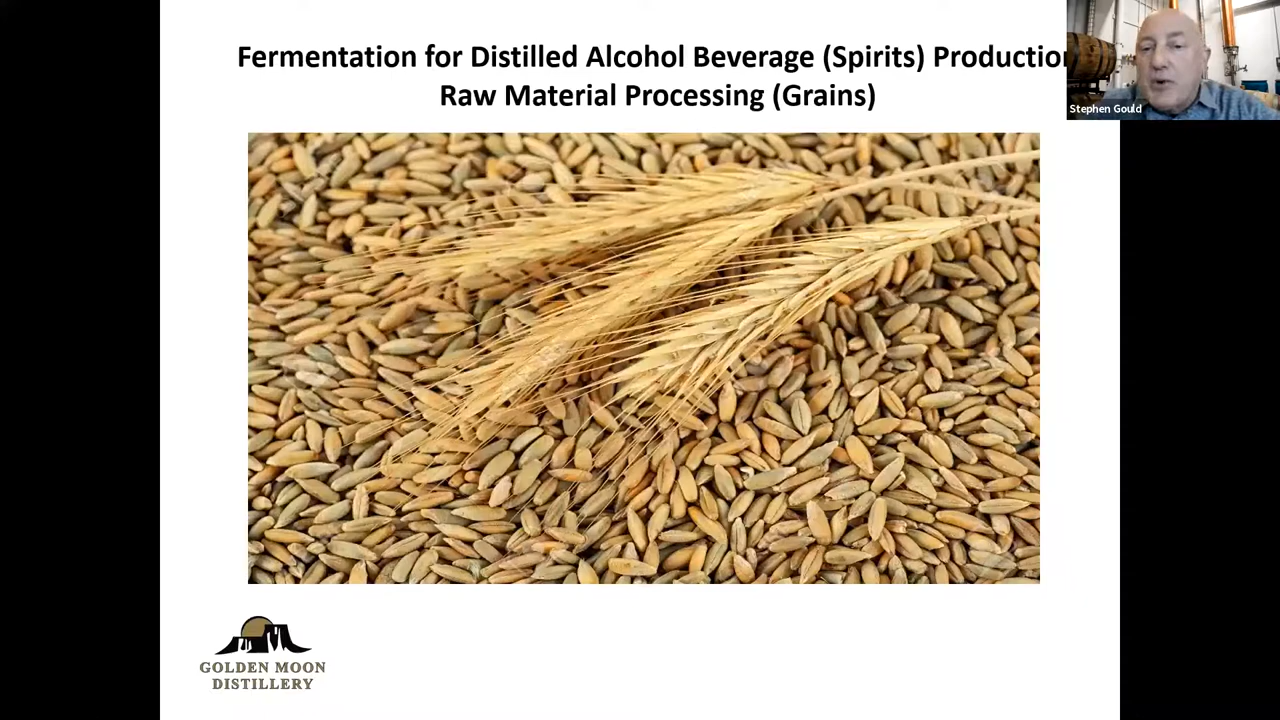 Fermentation for Distilled Alcohol Beverage (Spirits) Production
Raw Material Processing (Grains)
Stephen Gould
GOLDEN MOON
DISTILLERY